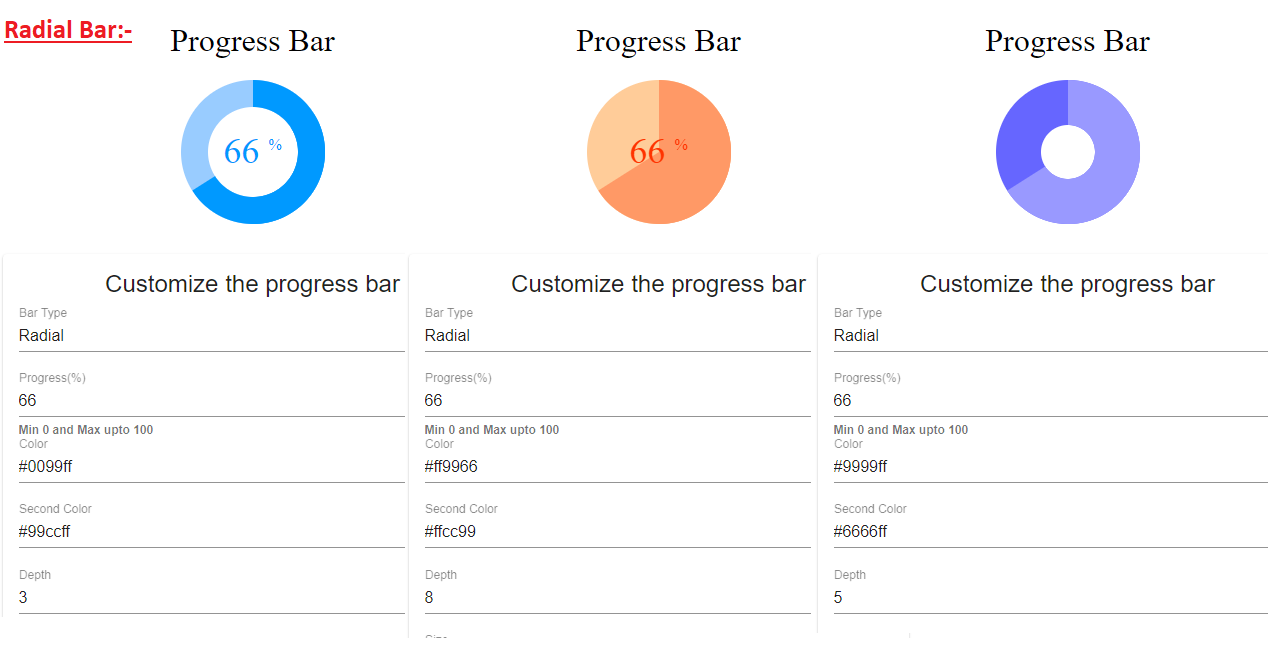 Radial Bar:-
Progress Bar Progress Bar Progress Bar
66 % 66 %
Customize the progress bar Customize the progress bar Customize the progress bar
Bar Type Bar Type Bar Type
Radial Radial Radial
Progress(%) Progress(%) Progress(%)
66 66 66
Min 0 and Max upto 100 Min 0 and Max upto 100 Min 0 and Max upto 100
Color Color Color
#0099ff #ff9966 #9999ff
Second Color Second Color Second Color
#99ccff #ffcc99 #6666ff
Depth Depth Depth
3 8 5